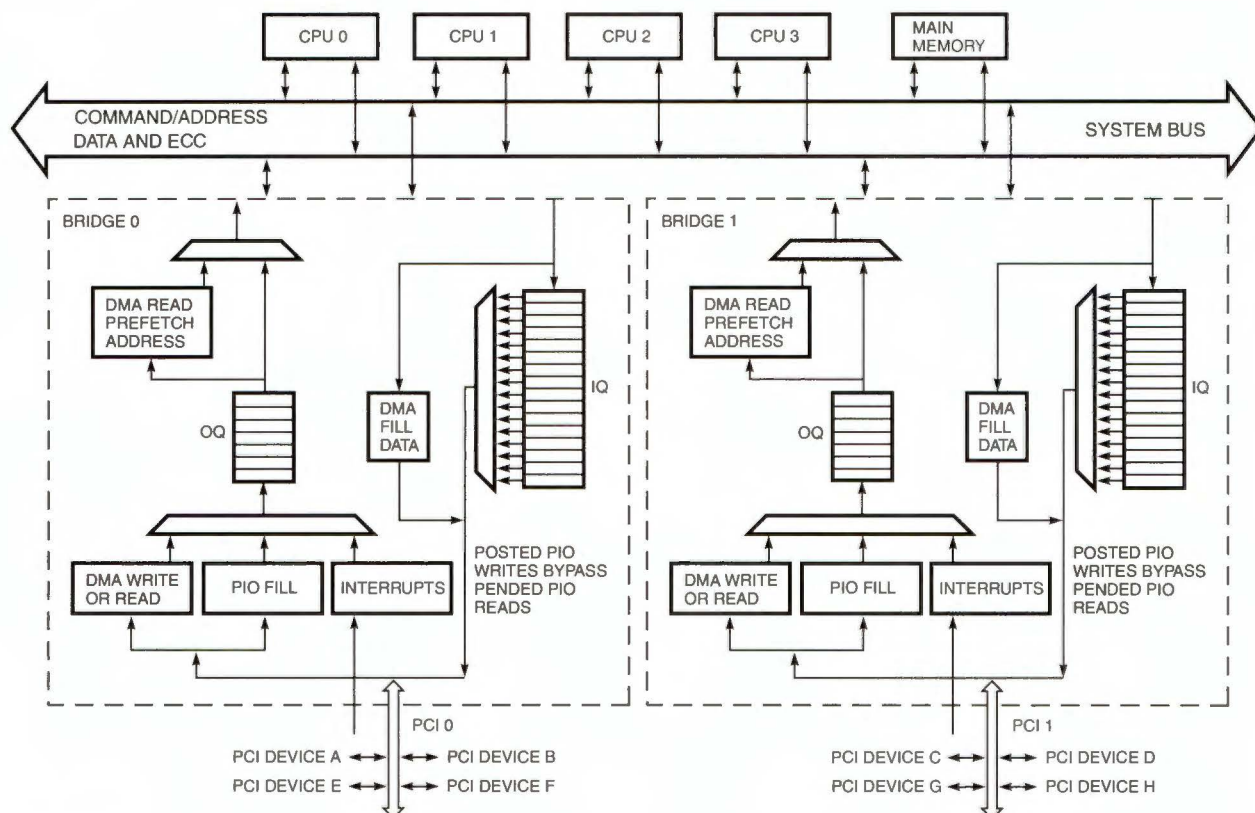 CPU 0
CPU 1
CPU 2
CPU 3
MAIN
MEMORY
COMMAND/ADDRESS
DATA AND ECC
SYSTEM BUS
BRIDGE 0
DMA READ
PREFETCH
ADDRESS
OQ
DMA
FILL
DATA
IQ
DMA WRITE
OR READ
PIO FILL
INTERRUPTS
POSTED PIO
WRITES BYPASS
PENDED PIO
READS
PCI 0
PCI DEVICE A
PCI DEVICE B
PCI DEVICE E
PCI DEVICE F
BRIDGE 1
DMA READ
PREFETCH
ADDRESS
OQ
DMA
FILL
DATA
IQ
DMA WRITE
OR READ
PIO FILL
INTERRUPTS
POSTED PIO
WRITES BYPASS
PENDED PIO
READS
PCI 1
PCI DEVICE C
PCI DEVICE D
PCI DEVICE G
PCI DEVICE H